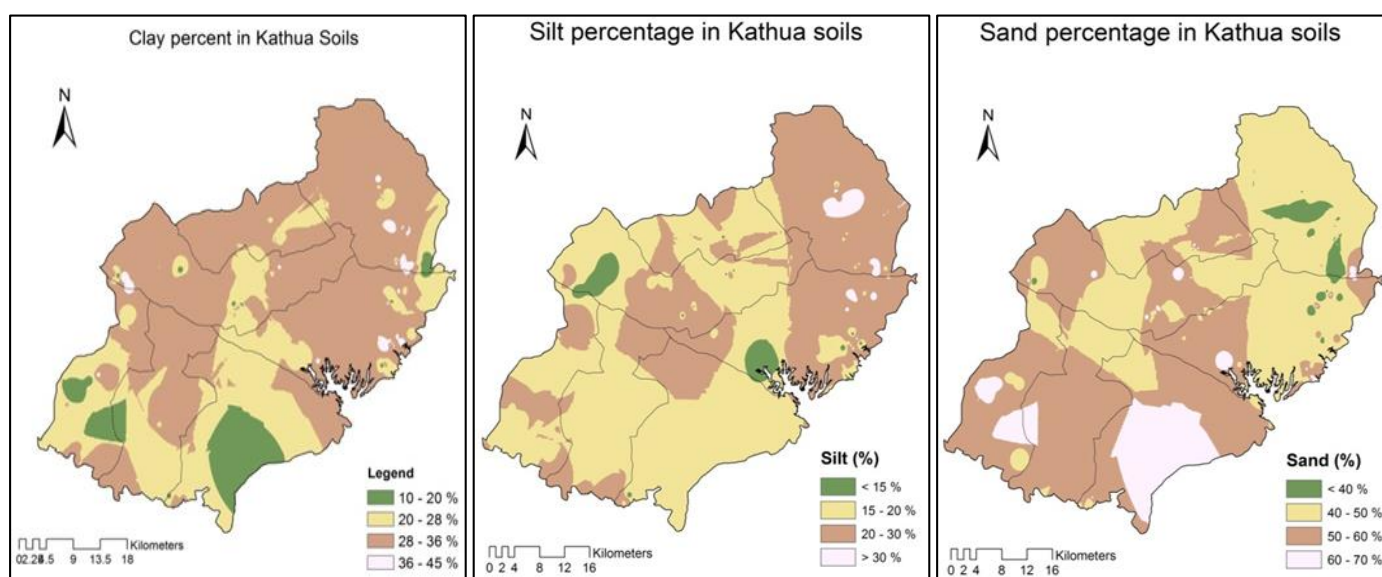 Clay percent in Kathua Soils
N
Legend
10 - 20 %
20 - 28 %
28 - 36 %
36 - 45 %
Kilometers
9 13.5 18
Silt percentage in Kathua soils
N
Silt (%)
< 15 %
15 - 20 %
20 - 30 %
> 30 %
Kilometers
0 2 4 8 12 16
Sand percentage in Kathua soils
N
Sand (%)
< 40 %
40 - 50 %
50 - 60 %
60 - 70 %
Kilometers
0 2 4 8 12 16